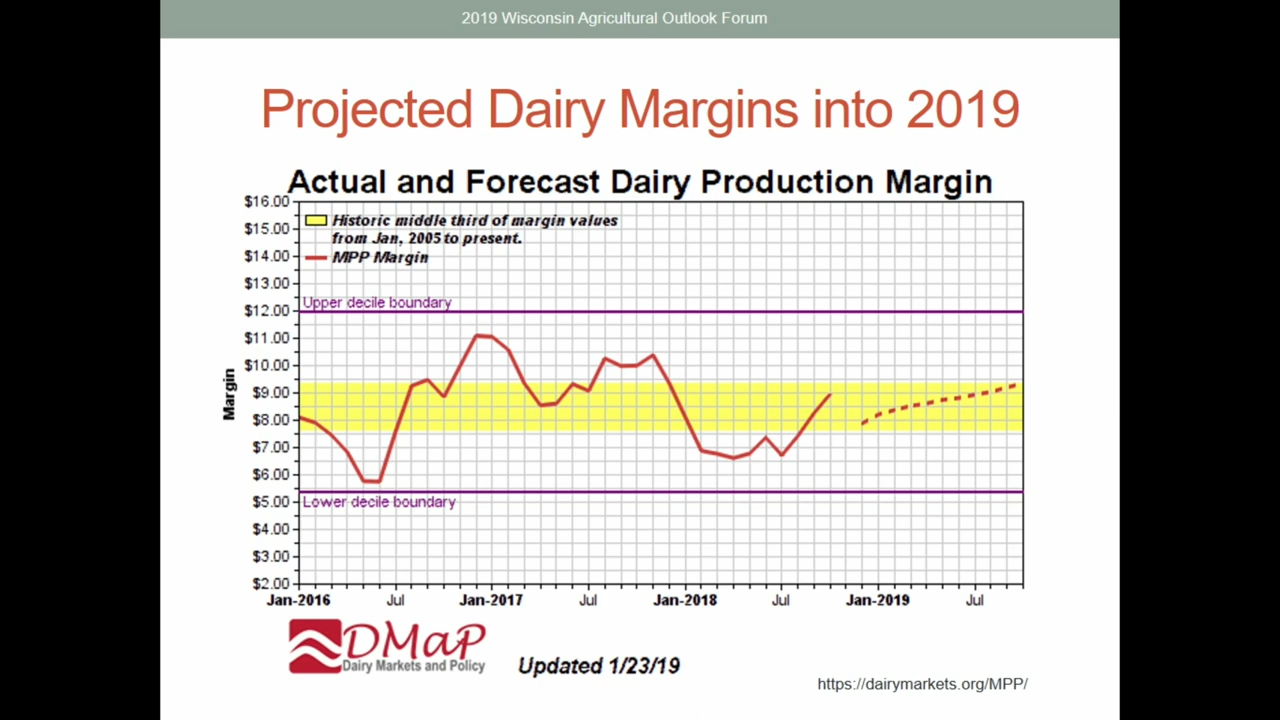 2019 Wisconsin Agricultural Outlook Forum
Projected Dairy Margins into 2019
Actual and Forecast Dairy Production Margin
$16.00
$15.00
$14.00
$13.00
$12.00
$11.00
$10.00
$9.00
$8.00
$7.00
$6.00
$5.00
$4.00
$3.00
$2.00
Margin
Historic middle third of margin values
from Jan, 2005 to present.
MPP Margin
Upper decile boundary
Lower decile boundary
Jan-2016 Jul Jan-2017 Jul Jan-2018 Jul Jan-2019 Jul
DMaP
Dairy Markets and Policy
Updated 1/23/19
https://dairymarkets.org/MPP/